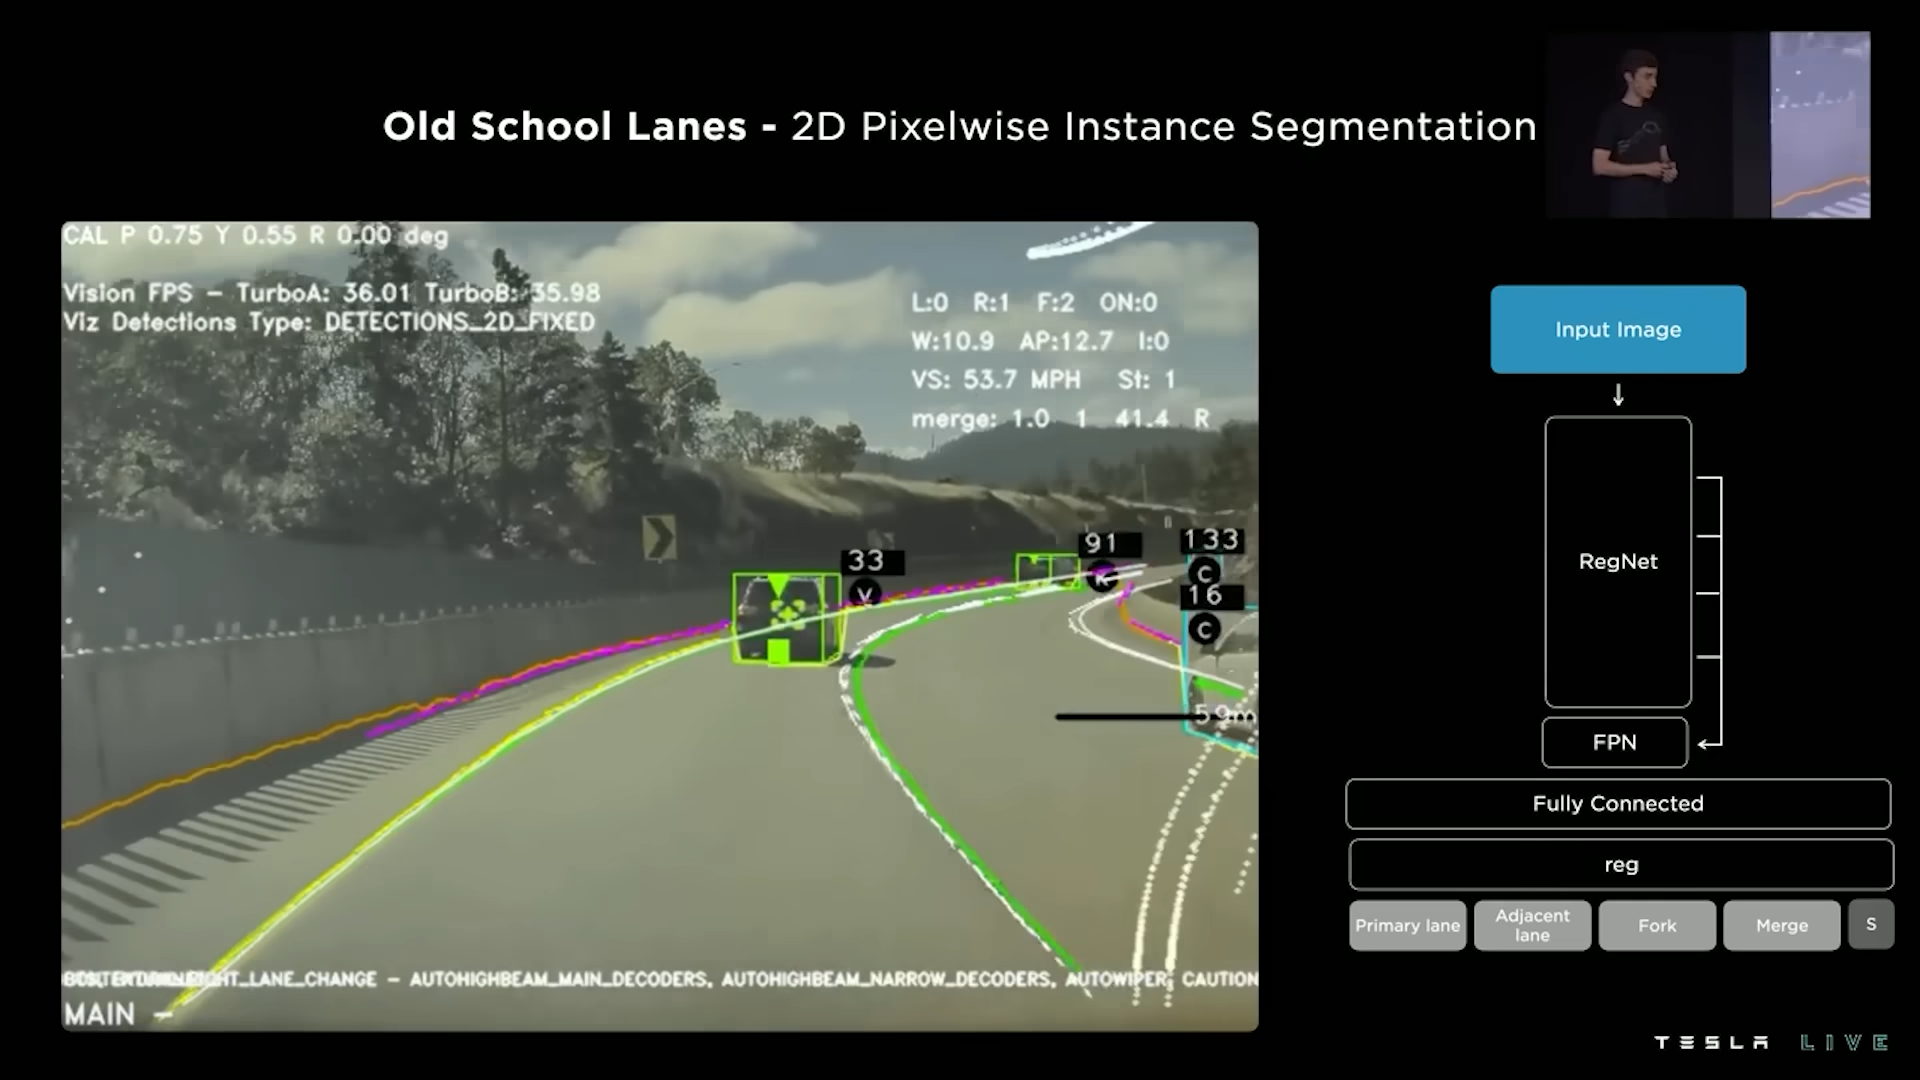 Old School Lanes - 2D Pixelwise Instance Segmentation
CAL P 0.75 Y 0.55 R 0.00 deg
Vision FPS - TurboA: 36.01 TurboB: 35.98
Viz Detections Type: DETECTIONS_2D_FIXED
L:0 R:1 F:2 ON:0
W:10.9 AP:12.7 I:0
VS: 53.7 MPH St: 1
merge: 1.0 1 41.4 R
33
V
91
133
C
16
C
59m
LANE_CHANGE - AUTOHIGHBEAM_MAIN_DECODERS, AUTOHIGHBEAM_NARROW_DECODERS, AUTOWIPER, CAUTION
MAIN -
Input Image
RegNet
FPN
Fully Connected
reg
Primary lane
Adjacent
lane
Fork
Merge
S
TESLA LIVE